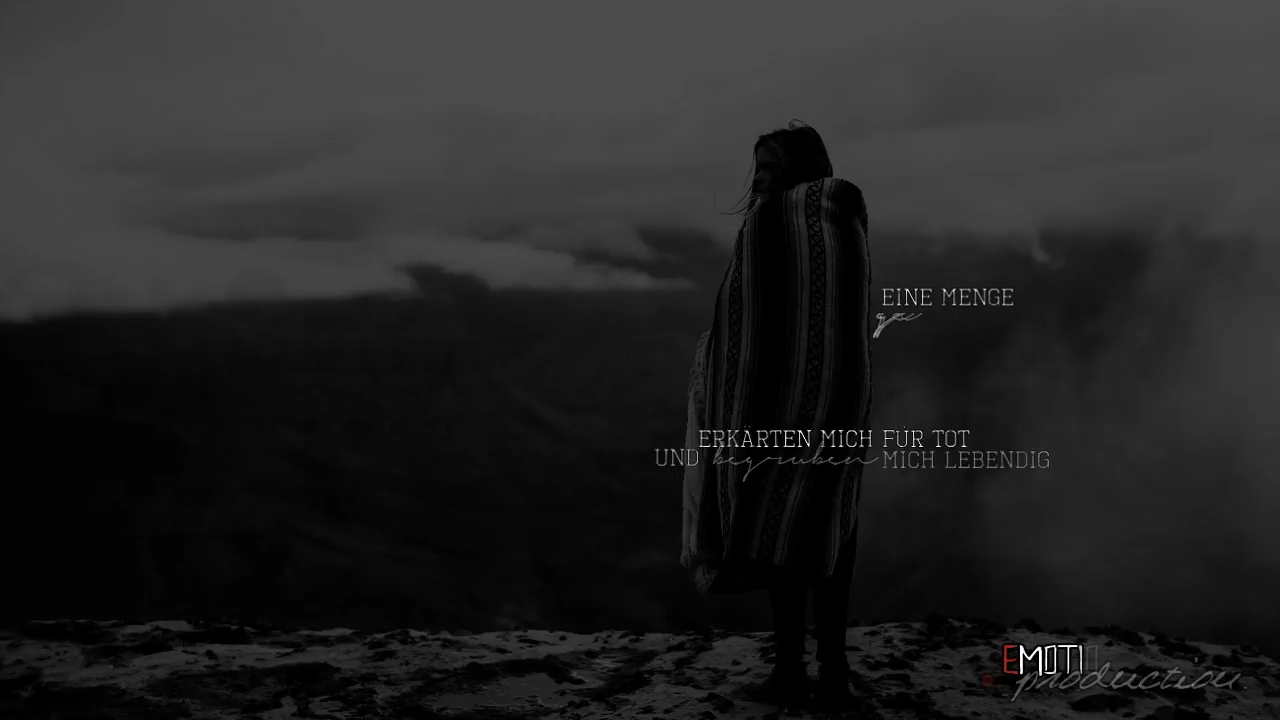 EINE MENGE
ERKÄRTEN MICH FÜR TOT
UND begruben MICH LEBENDIG
EMOTI
production